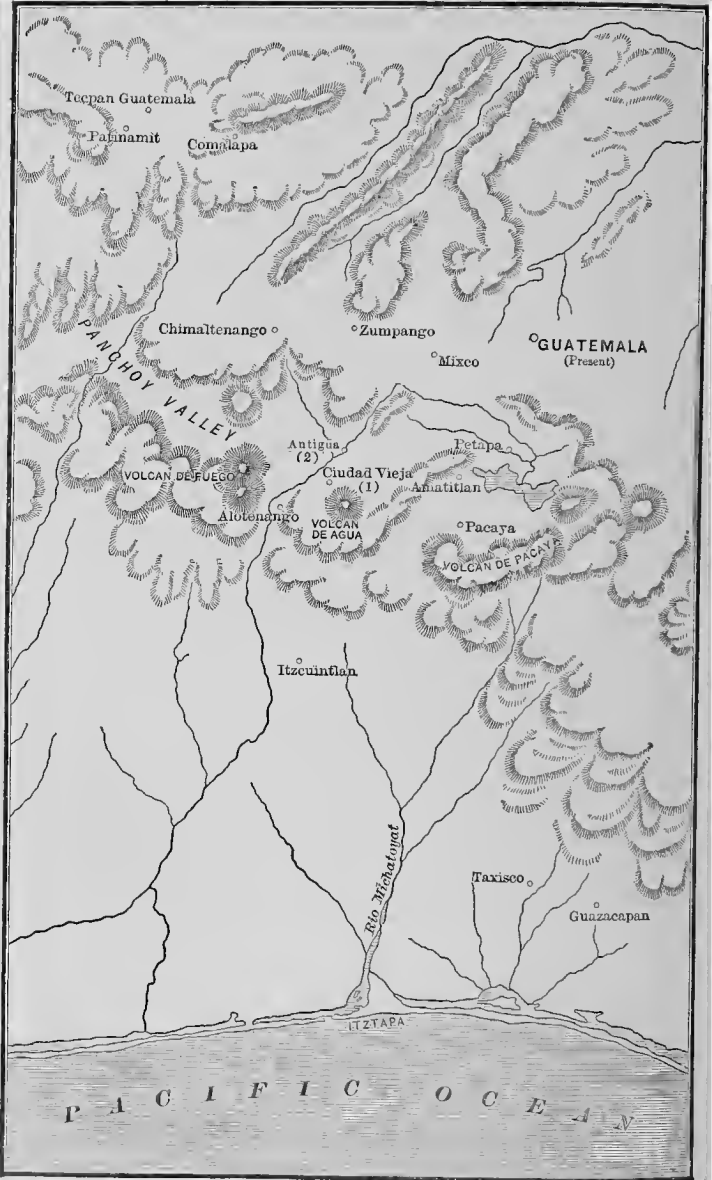 Tecpan Guatemala
Patinamit
Comalapa
PANCHOY VALLEY
Chimaltenango
Zumpango
Mixco
GUATEMALA
(Present)
Antigua
(2)
Petapa
VOLCAN DE FUEGO
Ciudad Vieja
(1)
Amatitlan
Alotenango
VOLCAN
DE AGUA
Pacaya
VOLCAN DE PACAYA
Itzcuintlan
Rio Michatoyat
Taxisco
Guazacapan
ITZTAPA
PACIFIC OCEAN